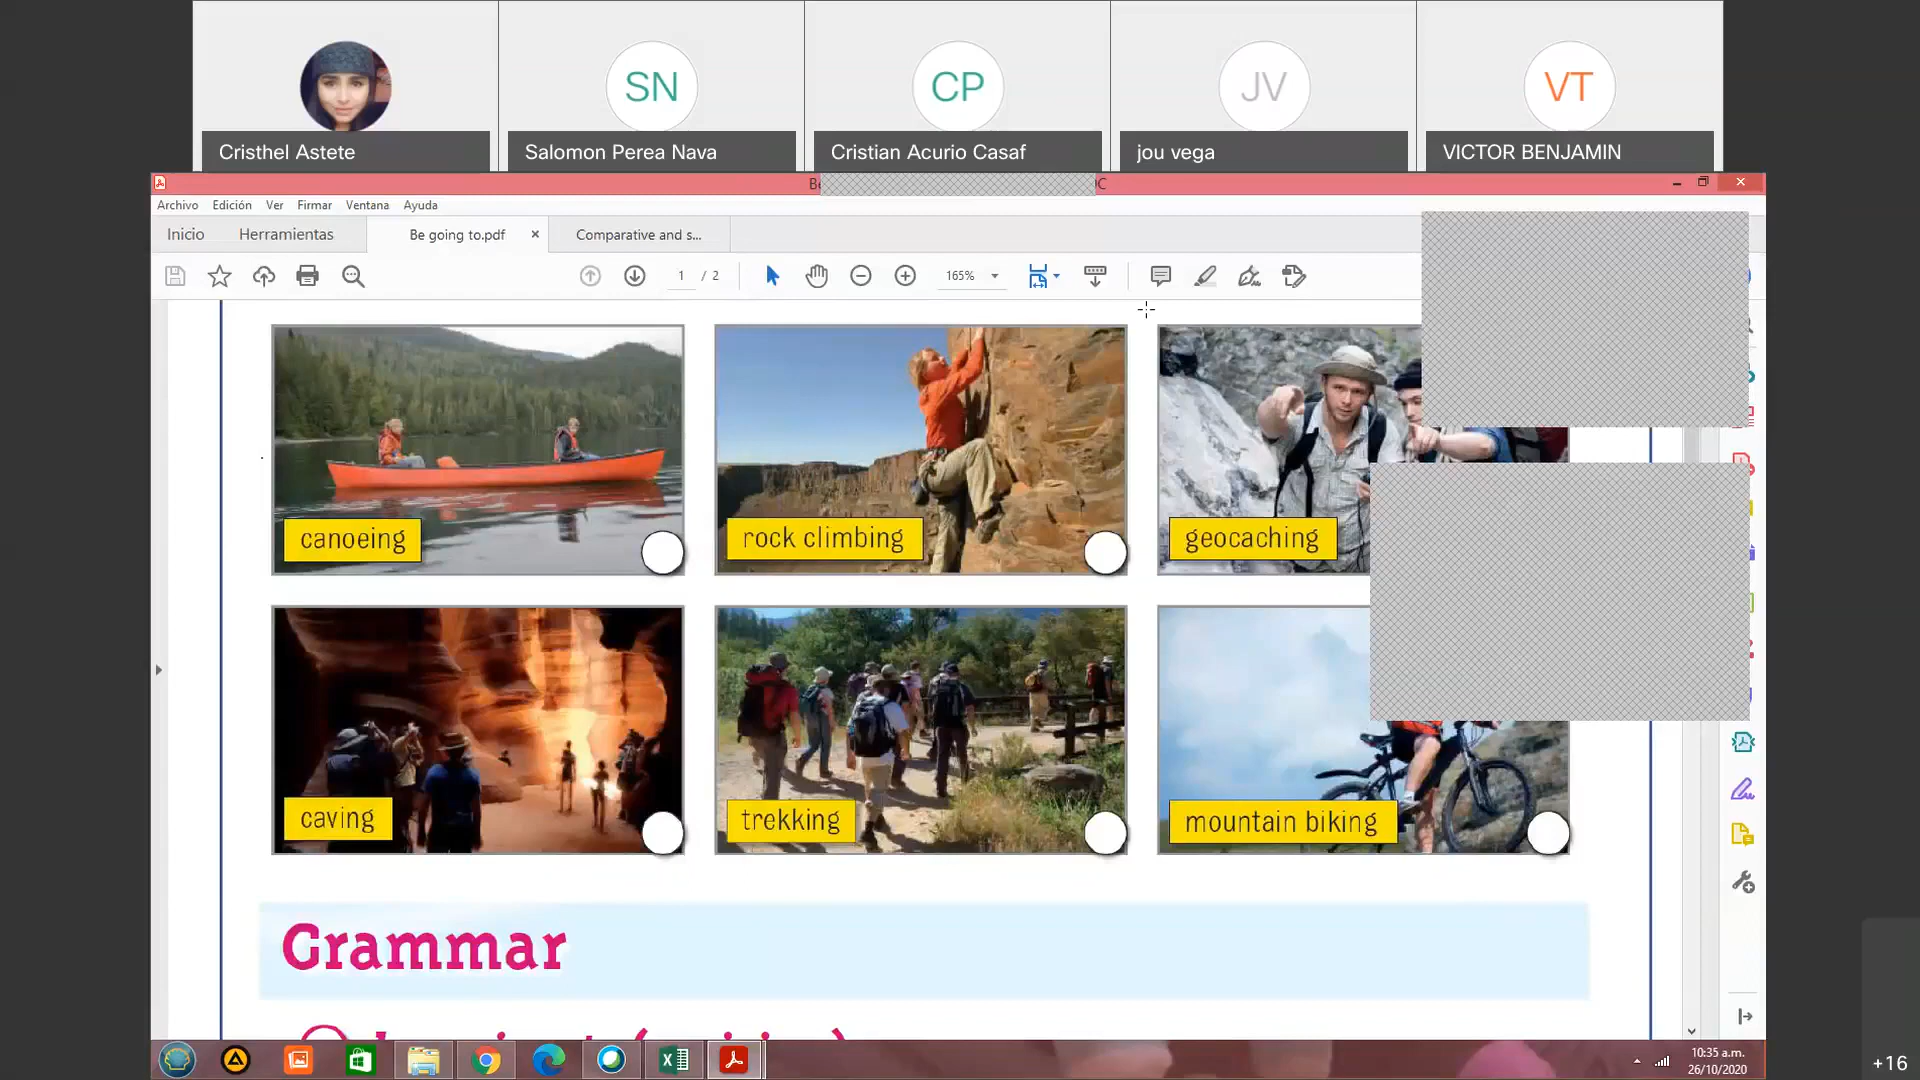 SN
CP
JV
VT
Cristhel Astete
Salomon Perea Nava
Cristian Acurio Casaf
jou vega
VICTOR BENJAMIN
Archivo Edición Ver Firmar Ventana Ayuda
Inicio Herramientas Be going to.pdf Comparative and s...
1 / 2 165%
canoeing
rock climbing
geocaching
caving
trekking
mountain biking
Grammar
10:35 a.m.
26/10/2020
+16